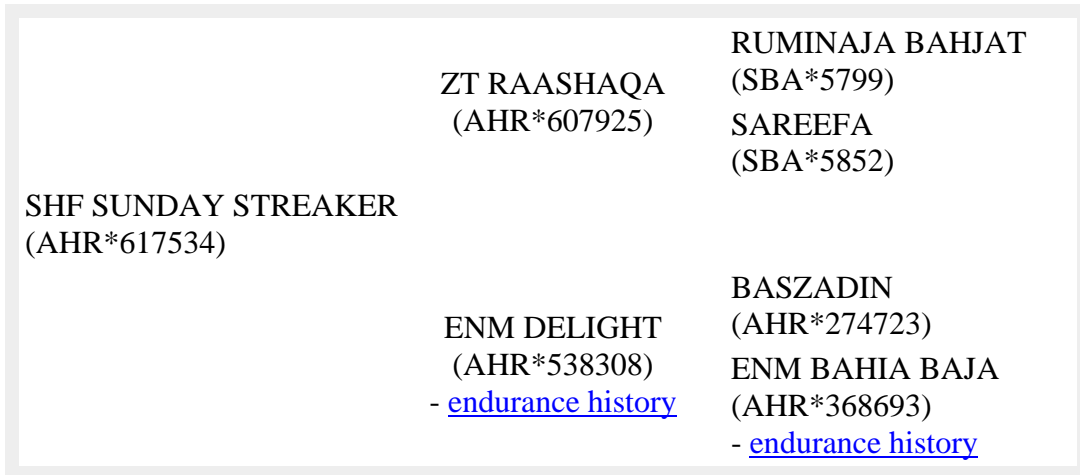 SHF SUNDAY STREAKER
(AHR*617534)
ZT RAASHAQA
(AHR*607925)
RUMINAJA BAHJAT
(SBA*5799)
SAREEFA
(SBA*5852)
ENM DELIGHT
(AHR*538308)
- endurance history
BASZADIN
(AHR*274723)
ENM BAHIA BAJA
(AHR*368693)
- endurance history